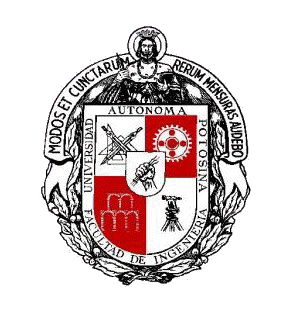 MODOS ET CUNCTARUM RERUM MENSURAS AUDEBO
UNIVERSIDAD
AUTONOMA
POTOSINA
FACULTAD DE INGENIERIA